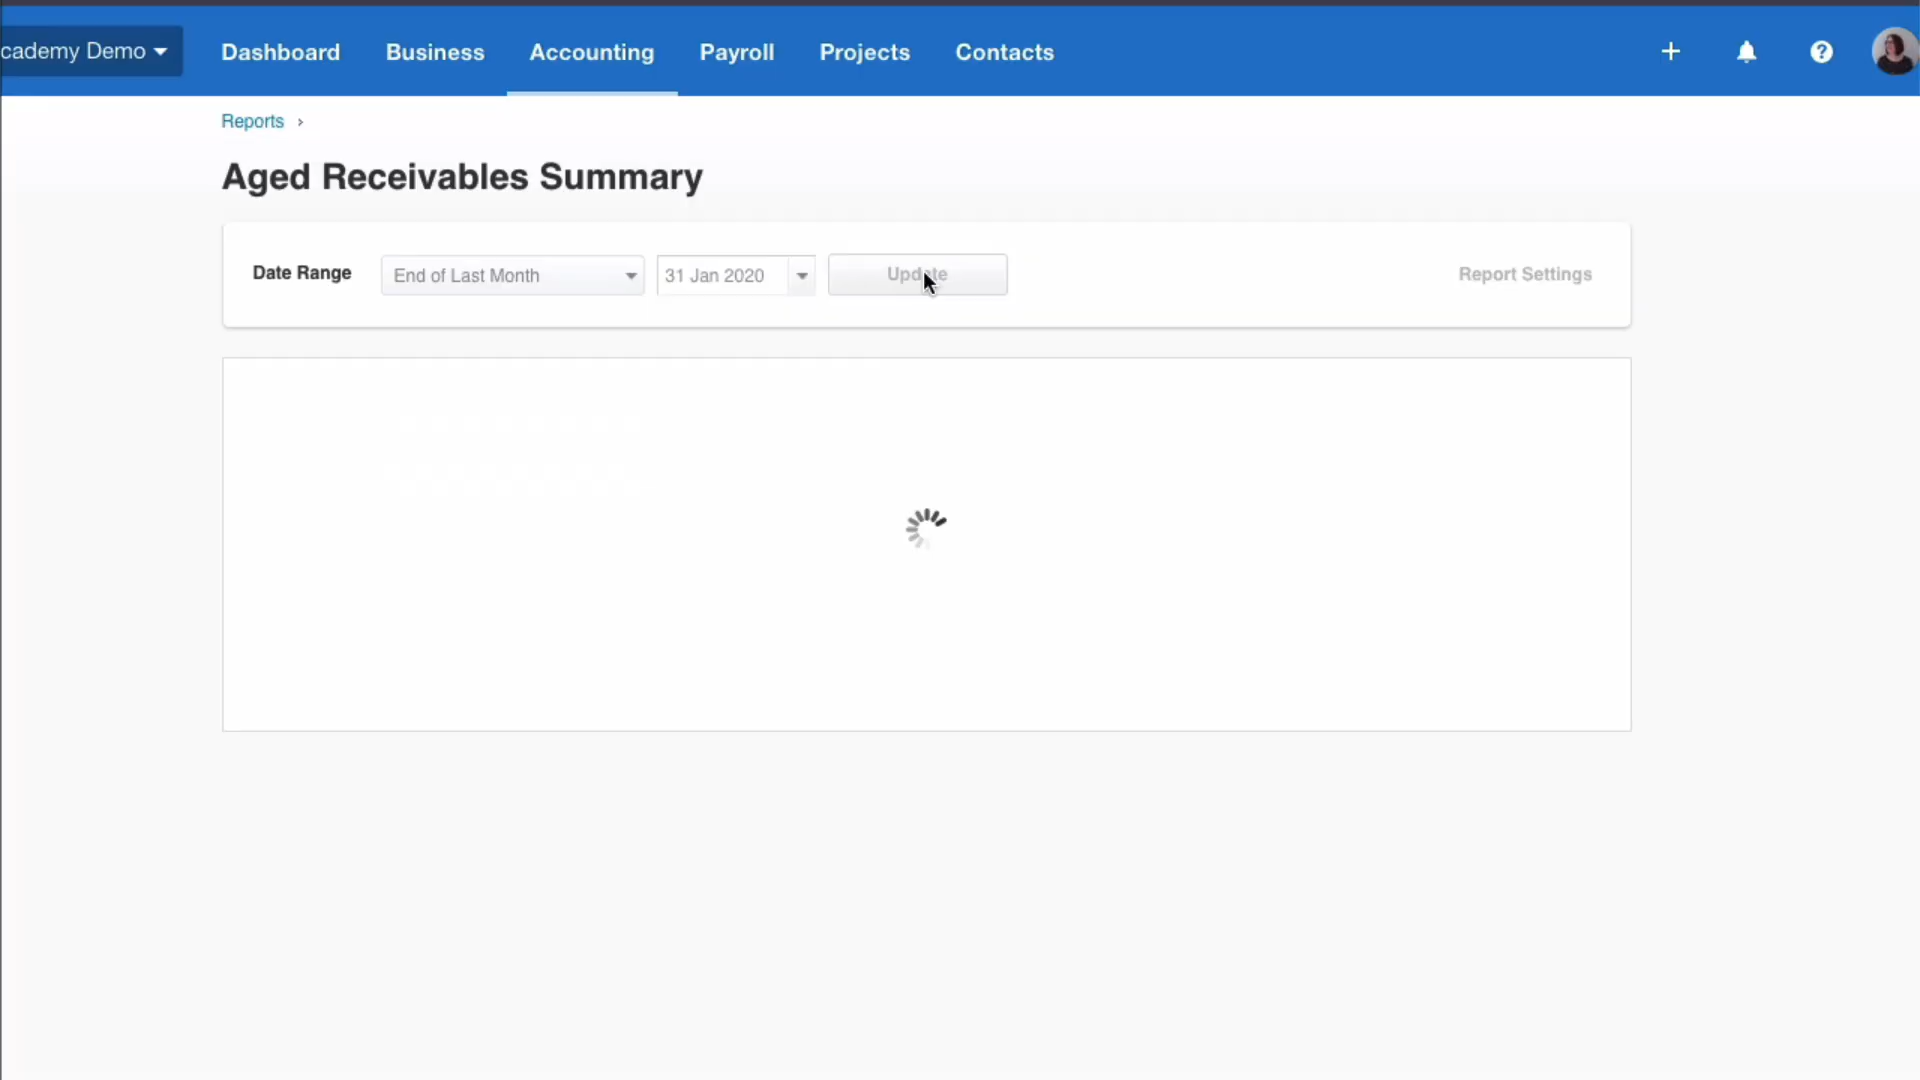 cademy Demo Dashboard Business Accounting Payroll Projects Contacts + ?
Reports ›
Aged Receivables Summary
Date Range End of Last Month 31 Jan 2020 Update Report Settings